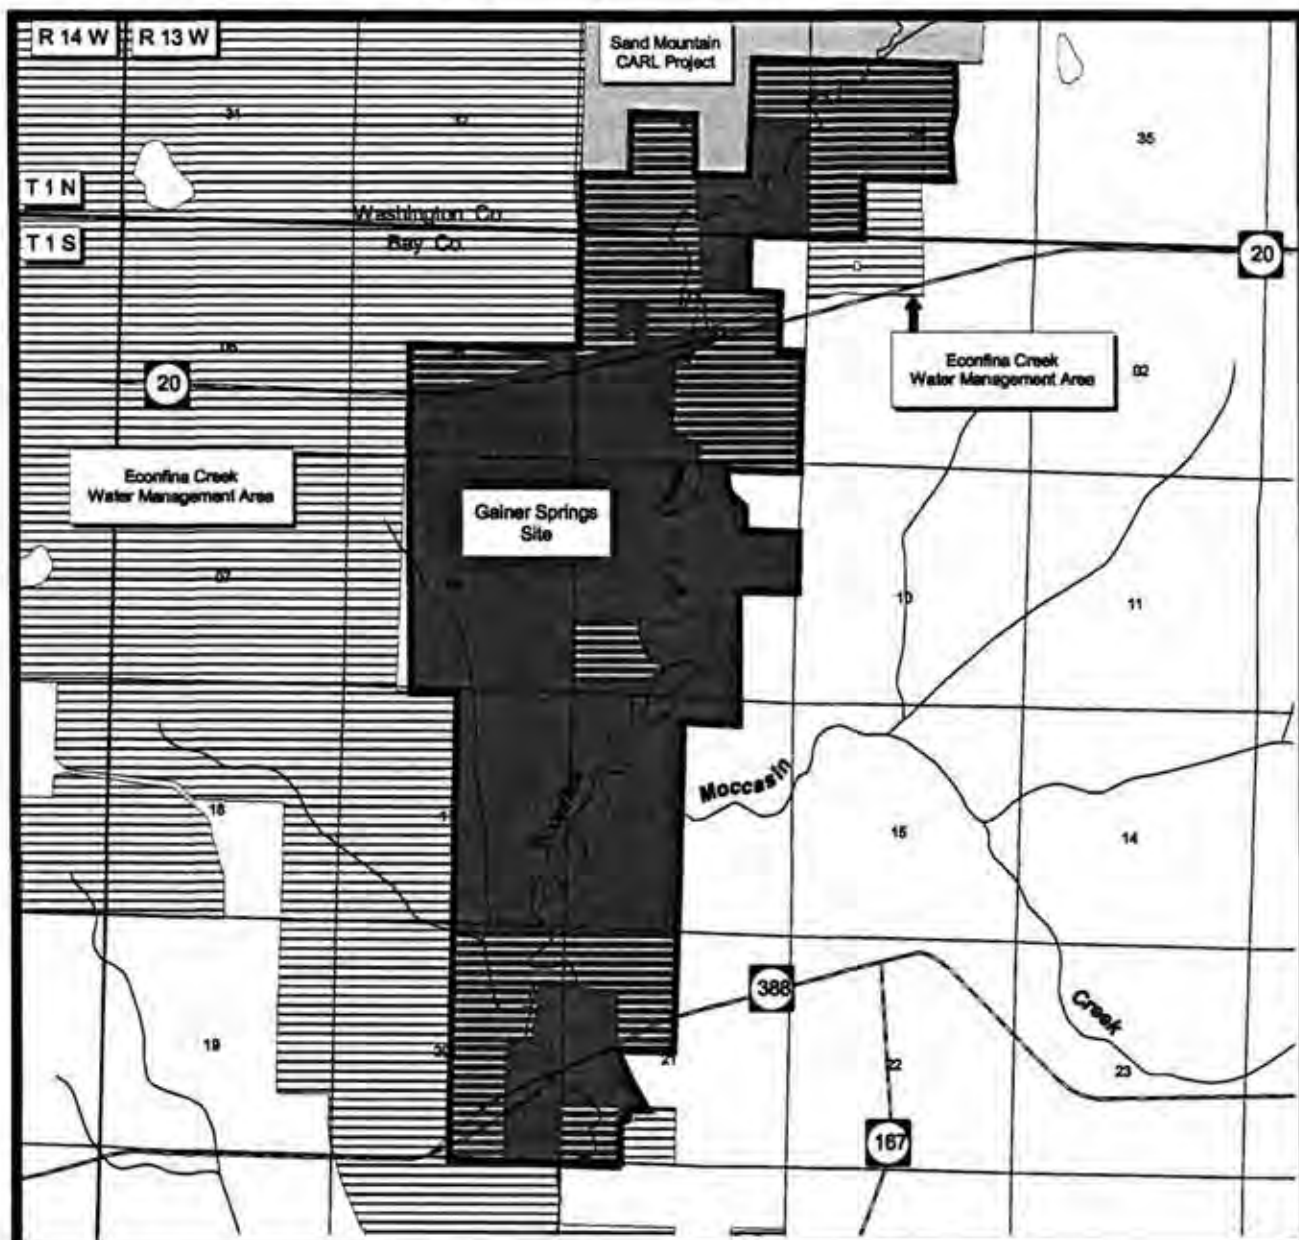 R 14 W
R 13 W
Sand Mountain
CARL Project
31
35
T 1 N
Washington Co.
T 1 S
Bay Co.
20
20
Econfina Creek
Water Management Area
02
Econfina Creek
Water Management Area
Gainer Springs
Site
07
10
11
Moccasin
18
15
14
388
Creek
19
21
22
23
167